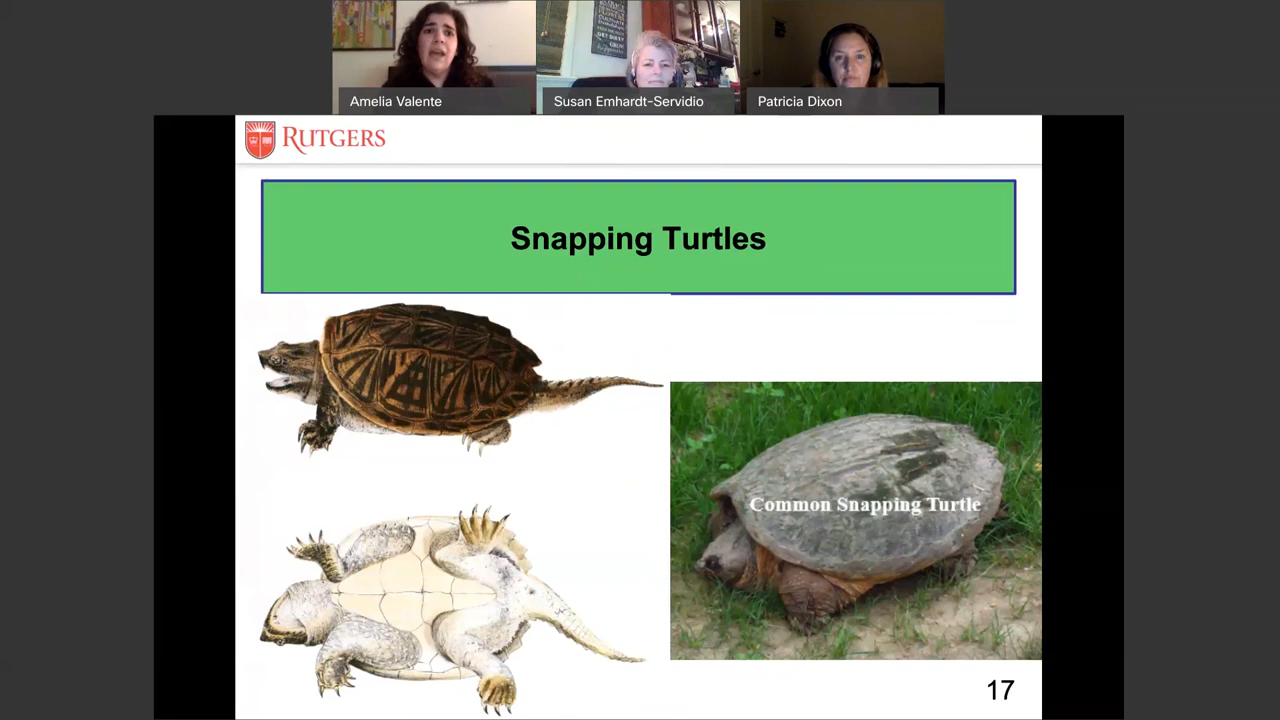 Amelia Valente
Susan Emhardt-Servidio
Patricia Dixon
RUTGERS
Snapping Turtles
Common Snapping Turtle
17